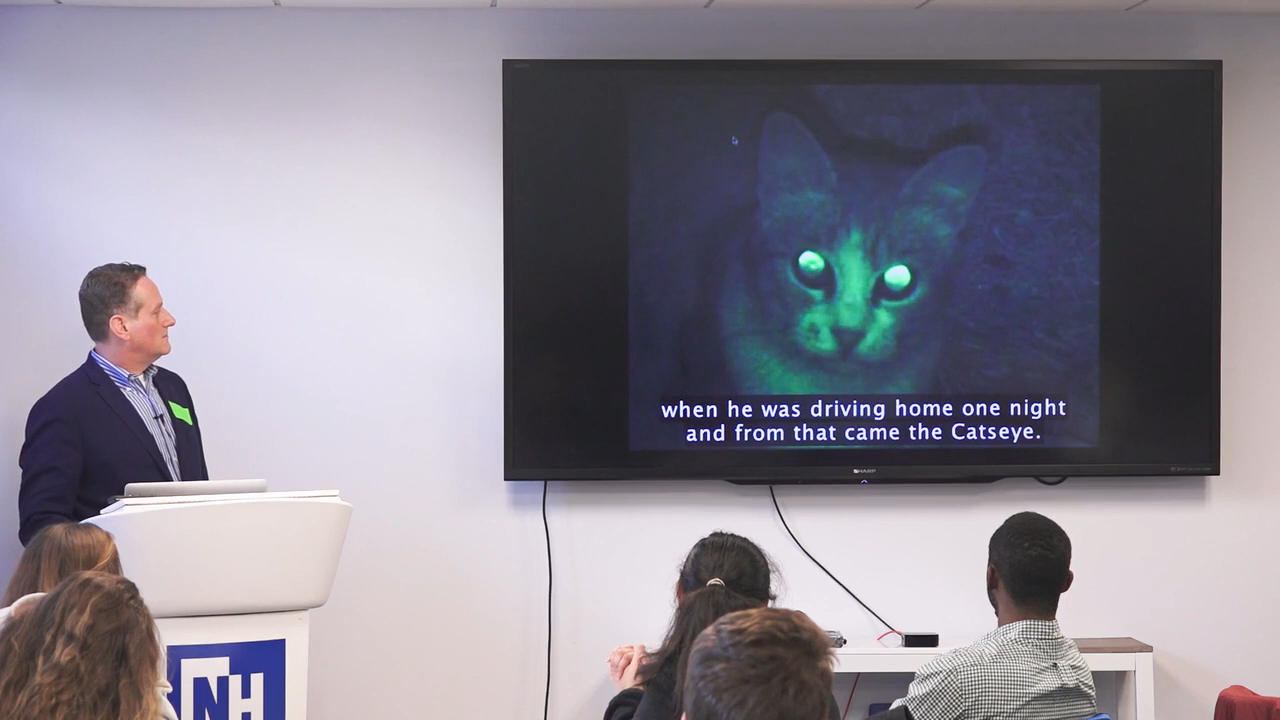 when he was driving home one night
and from that came the Catseye.
SHARP
NH